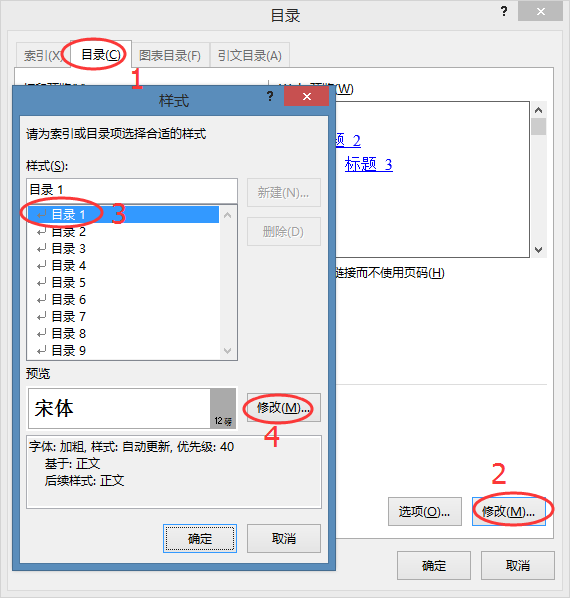 目录
?
索引(X) 目录(C) 图表目录(F) 引文目录(A)
1
预览(W)
样式
?
请为索引或目录项选择合适的样式
样式(S):
目录 1
新建(N)...
删除(D)
目录 1
3
目录 2
目录 3
目录 4
目录 5
目录 6
目录 7
目录 8
目录 9
题 2
标题 3
链接而不使用页码(H)
预览
宋体
12 磅
修改(M)...
4
字体: 加粗, 样式: 自动更新, 优先级: 40
基于: 正文
后续样式: 正文
确定
取消
2
选项(O)...
修改(M)...
确定
取消